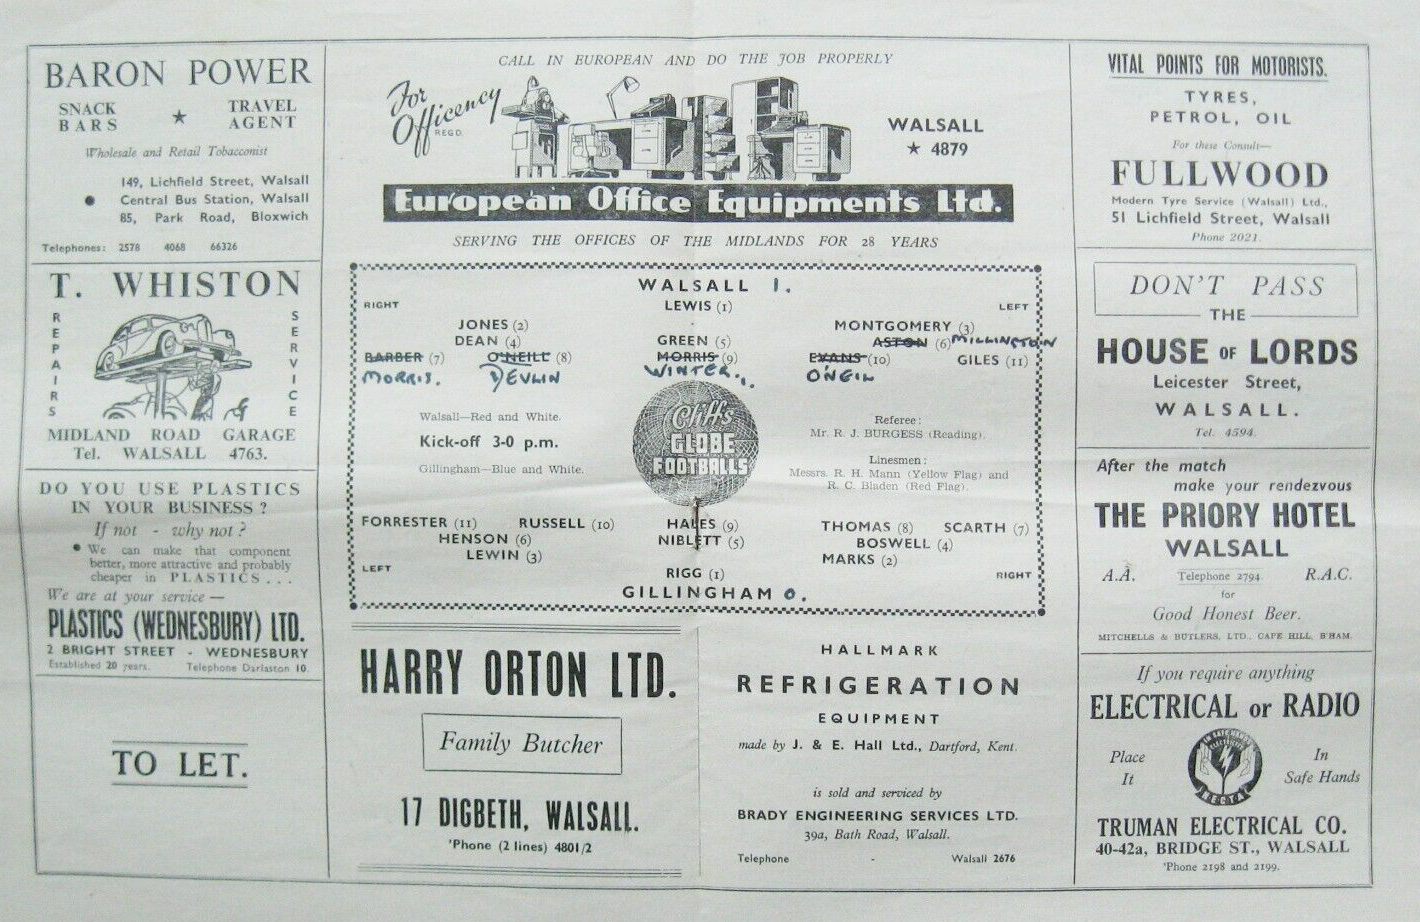 BARON POWER
SNACK BARS ★ TRAVEL AGENT
Wholesale and Retail Tobacconist
149, Lichfield Street, Walsall
● Central Bus Station, Walsall
85, Park Road, Bloxwich
Telephones: 2578 4068 66326
T. WHISTON
REPAIRS
SERVICE
MIDLAND ROAD GARAGE
Tel. WALSALL 4763.
DO YOU USE PLASTICS
IN YOUR BUSINESS ?
If not - why not ?
● We can make that component
better, more attractive and probably
cheaper in PLASTICS . . .
We are at your service —
PLASTICS (WEDNESBURY) LTD.
2 BRIGHT STREET - WEDNESBURY
Established 20 years. Telephone Darlaston 10.
TO LET.
CALL IN EUROPEAN AND DO THE JOB PROPERLY
For
Officency
REGD.
WALSALL
★ 4879
European Office Equipments Ltd.
SERVING THE OFFICES OF THE MIDLANDS FOR 28 YEARS
WALSALL 1.
RIGHT LEWIS (1) LEFT
JONES (2) MONTGOMERY (3)
DEAN (4) GREEN (5) ASTON (6) MILLINGTON
BARBER (7) O'NEILL (8) MORRIS (9) EVANS (10) GILES (11)
MORRIS. DEVLIN WINTER. 1. O'NEIL
Walsall—Red and White.
Kick-off 3-0 p.m.
Gillingham—Blue and White.
Cliff's
GLOBE
FOOTBALLS
Referee:
Mr. R. J. BURGESS (Reading).
Linesmen:
Messrs. R. H. Mann (Yellow Flag) and
R. C. Bladen (Red Flag).
FORRESTER (11) RUSSELL (10) HALES (9) THOMAS (8) SCARTH (7)
HENSON (6) NIBLETT (5) BOSWELL (4)
LEWIN (3) MARKS (2)
LEFT RIGG (1) RIGHT
GILLINGHAM 0.
HARRY ORTON LTD.
Family Butcher
17 DIGBETH, WALSALL.
'Phone (2 lines) 4801/2
HALLMARK
REFRIGERATION
EQUIPMENT
made by J. & E. Hall Ltd., Dartford, Kent.
is sold and serviced by
BRADY ENGINEERING SERVICES LTD.
39a, Bath Road, Walsall.
Telephone - Walsall 2676
VITAL POINTS FOR MOTORISTS.
TYRES,
PETROL, OIL
For these Consult—
FULLWOOD
Modern Tyre Service (Walsall) Ltd.,
51 Lichfield Street, Walsall
Phone 2021.
DON'T PASS
THE
HOUSE OF LORDS
Leicester Street,
WALSALL.
Tel. 4594.
After the match
make your rendezvous
THE PRIORY HOTEL
WALSALL
A.A. Telephone 2794. R.A.C.
for
Good Honest Beer.
MITCHELLS & BUTLERS, LTD., CAPE HILL, B'HAM.
If you require anything
ELECTRICAL or RADIO
Place It
IN SAFE HANDS
NECTA
In Safe Hands
TRUMAN ELECTRICAL CO.
40-42a, BRIDGE ST., WALSALL
'Phone 2198 and 2199.